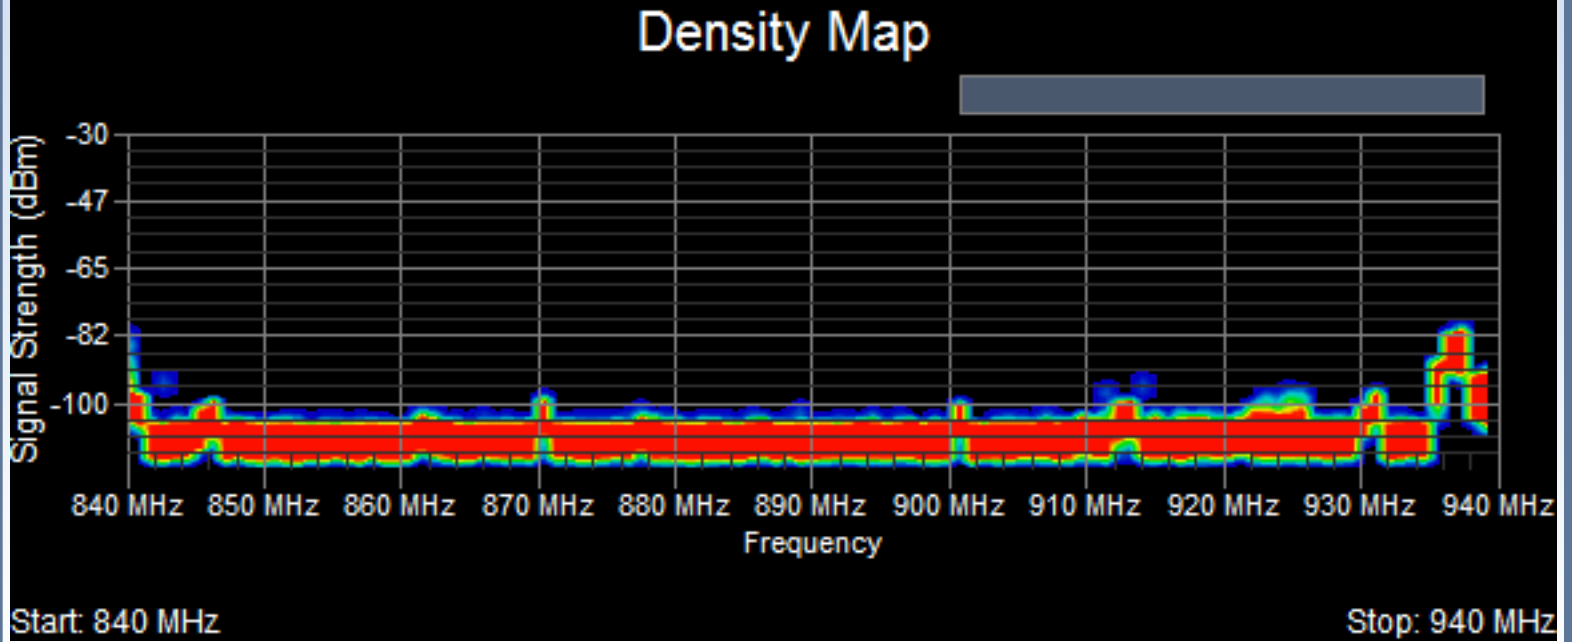 Density Map
Signal Strength (dBm)
-30
-47
-65
-82
-100
840 MHz 850 MHz 860 MHz 870 MHz 880 MHz 890 MHz 900 MHz 910 MHz 920 MHz 930 MHz 940 MHz
Frequency
Start: 840 MHz Stop: 940 MHz